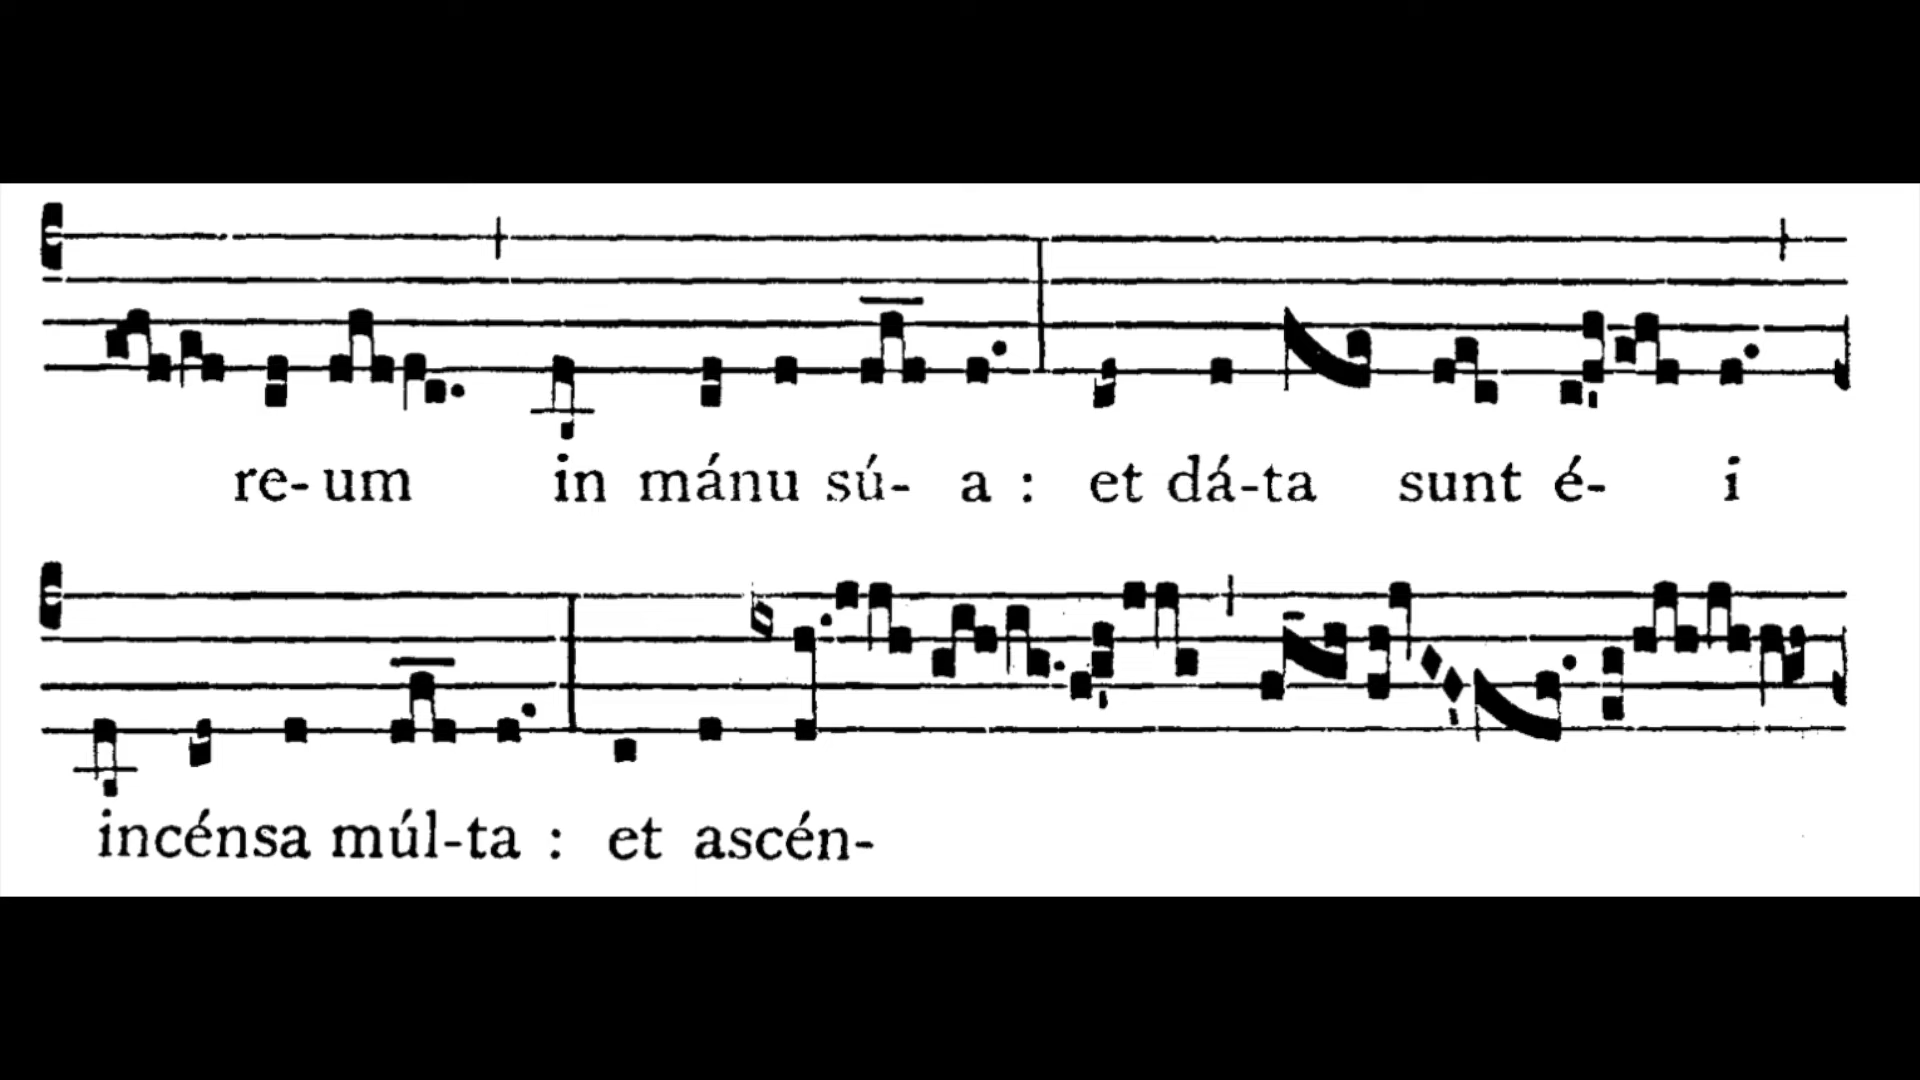 re-um in mánu sú- a : et dá-ta sunt é- i
incénsa múl-ta : et ascén-